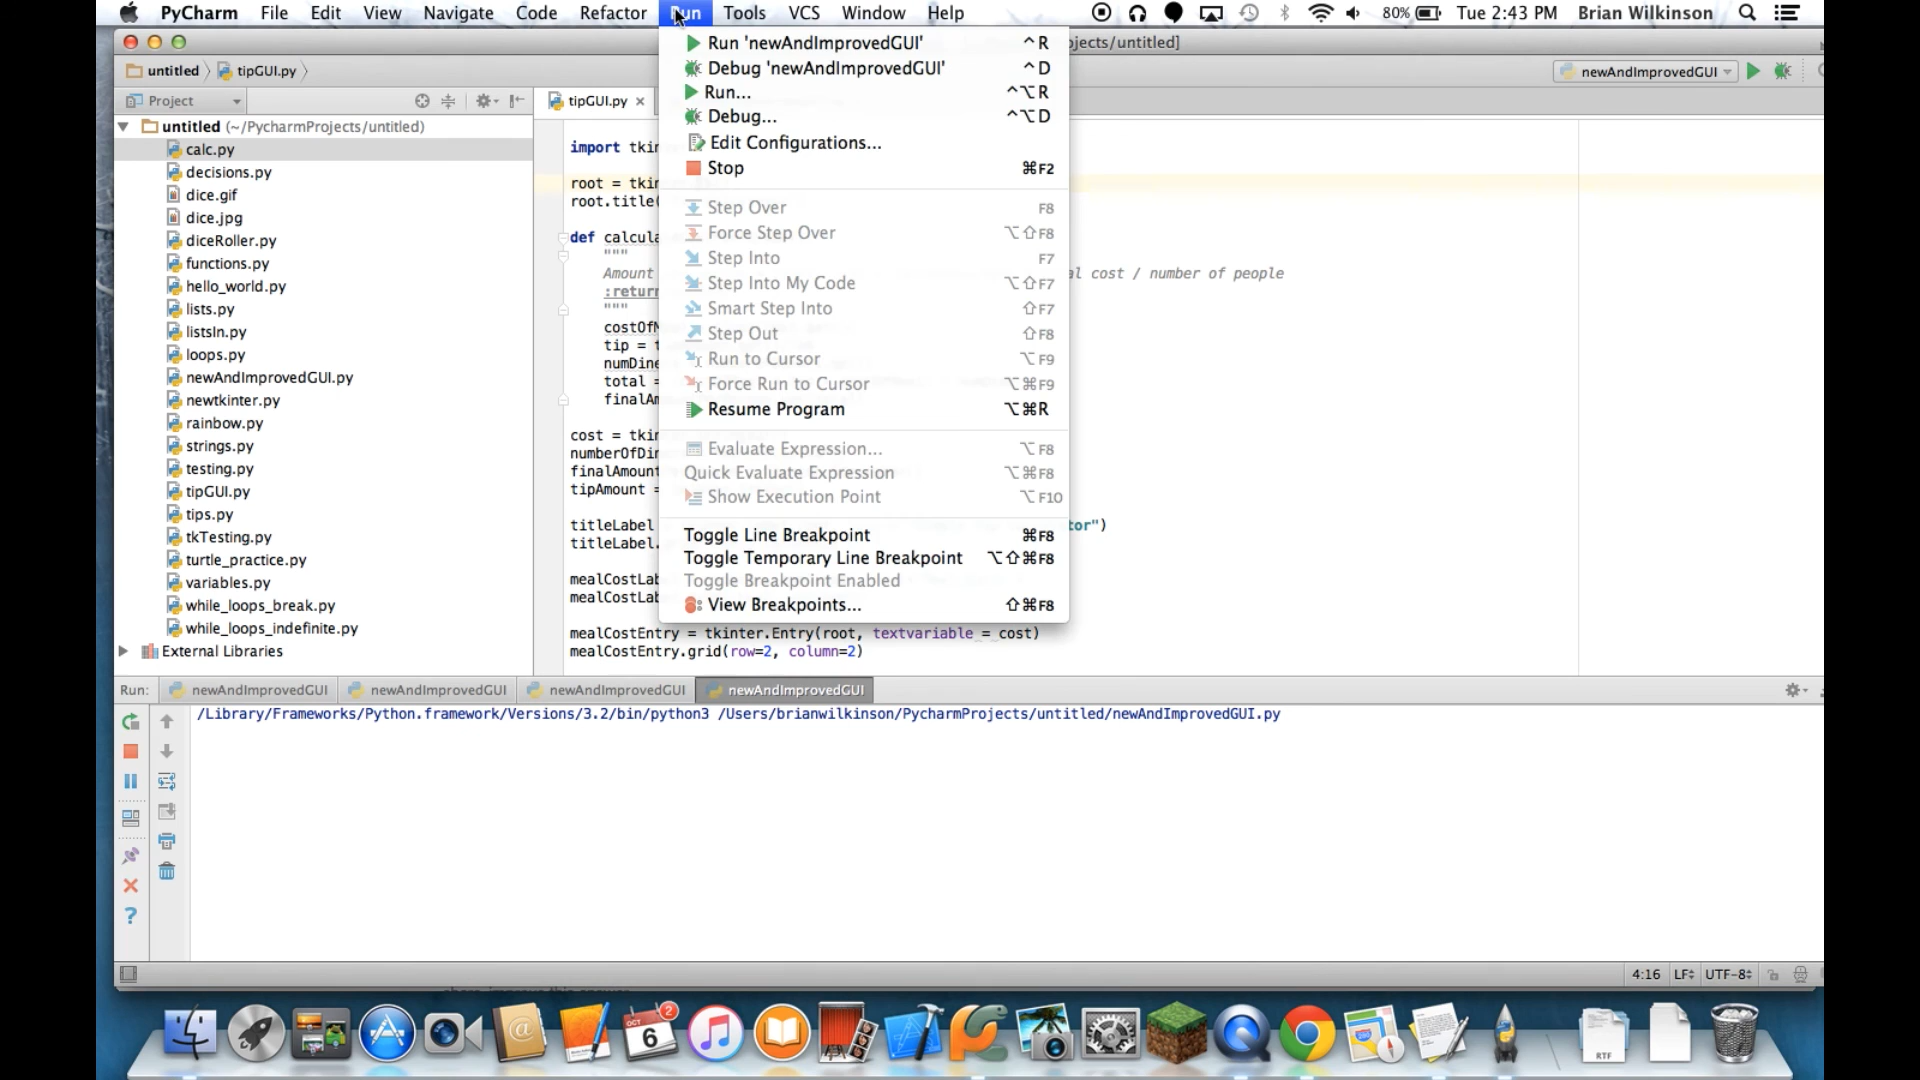 PyCharm File Edit View Navigate Code Refactor Run Tools VCS Window Help 80% Tue 2:43 PM Brian Wilkinson
jects/untitled]
untitled tipGUI.py newAndImprovedGUI
Project tipGUI.py
untitled (~/PycharmProjects/untitled)
calc.py
decisions.py
dice.gif
dice.jpg
diceRoller.py
functions.py
hello_world.py
lists.py
listsIn.py
loops.py
newAndImprovedGUI.py
newtkinter.py
rainbow.py
strings.py
testing.py
tipGUI.py
tips.py
tkTesting.py
turtle_practice.py
variables.py
while_loops_break.py
while_loops_indefinite.py
External Libraries
Run 'newAndImprovedGUI' ^R
Debug 'newAndImprovedGUI' ^D
Run... ^⌥R
Debug... ^⌥D
Edit Configurations...
Stop ⌘F2
Step Over F8
Force Step Over ⌥⇧F8
Step Into F7
Step Into My Code ⌥⇧F7
Smart Step Into ⇧F7
Step Out ⇧F8
Run to Cursor ⌥F9
Force Run to Cursor ⌥⌘F9
Resume Program ⌥⌘R
Evaluate Expression... ⌥F8
Quick Evaluate Expression ⌥⌘F8
Show Execution Point ⌥F10
Toggle Line Breakpoint ⌘F8
Toggle Temporary Line Breakpoint ⌥⇧⌘F8
Toggle Breakpoint Enabled
View Breakpoints... ⇧⌘F8
import tkin
root = tkin
root.title(
def calcula
"""
Amount al cost / number of people
:return
"""
costOfM
tip = t
numDine
total =
finalAm
cost = tkin
numberOfDin
finalAmount
tipAmount =
titleLabel tor")
titleLabel.
mealCostLab
mealCostLab
mealCostEntry = tkinter.Entry(root, textvariable = cost)
mealCostEntry.grid(row=2, column=2)
Run: newAndImprovedGUI newAndImprovedGUI newAndImprovedGUI newAndImprovedGUI
/Library/Frameworks/Python.framework/Versions/3.2/bin/python3 /Users/brianwilkinson/PycharmProjects/untitled/newAndImprovedGUI.py
4:16 LF UTF-8
OCT
6
2
RTF